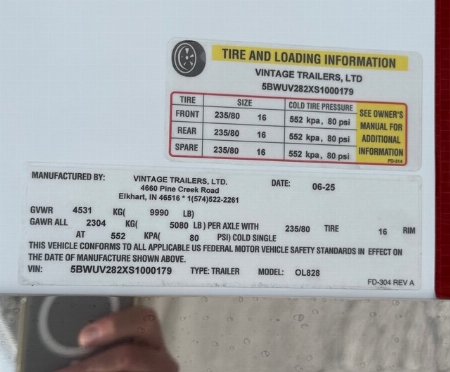 TIRE AND LOADING INFORMATION
VINTAGE TRAILERS, LTD
5BWUV282XS1000179
TIRE SIZE COLD TIRE PRESSURE
FRONT 235/80 16 552 kpa, 80 psi
REAR 235/80 16 552 kpa, 80 psi
SPARE 235/80 16 552 kpa, 80 psi
SEE OWNER'S
MANUAL FOR
ADDITIONAL
INFORMATION
FD-314
MANUFACTURED BY: VINTAGE TRAILERS, LTD. DATE: 06-25
4660 Pine Creek Road
Elkhart, IN 46516 * 1(574)522-2261
GVWR 4531 KG( 9990 LB)
GAWR ALL 2304 KG( 5080 LB) PER AXLE WITH 235/80 TIRE 16 RIM
AT 552 KPA( 80 PSI) COLD SINGLE
THIS VEHICLE CONFORMS TO ALL APPLICABLE US FEDERAL MOTOR VEHICLE SAFETY STANDARDS IN EFFECT ON
THE DATE OF MANUFACTURE SHOWN ABOVE.
VIN: 5BWUV282XS1000179 TYPE: TRAILER MODEL: OL828
FD-304 REV A